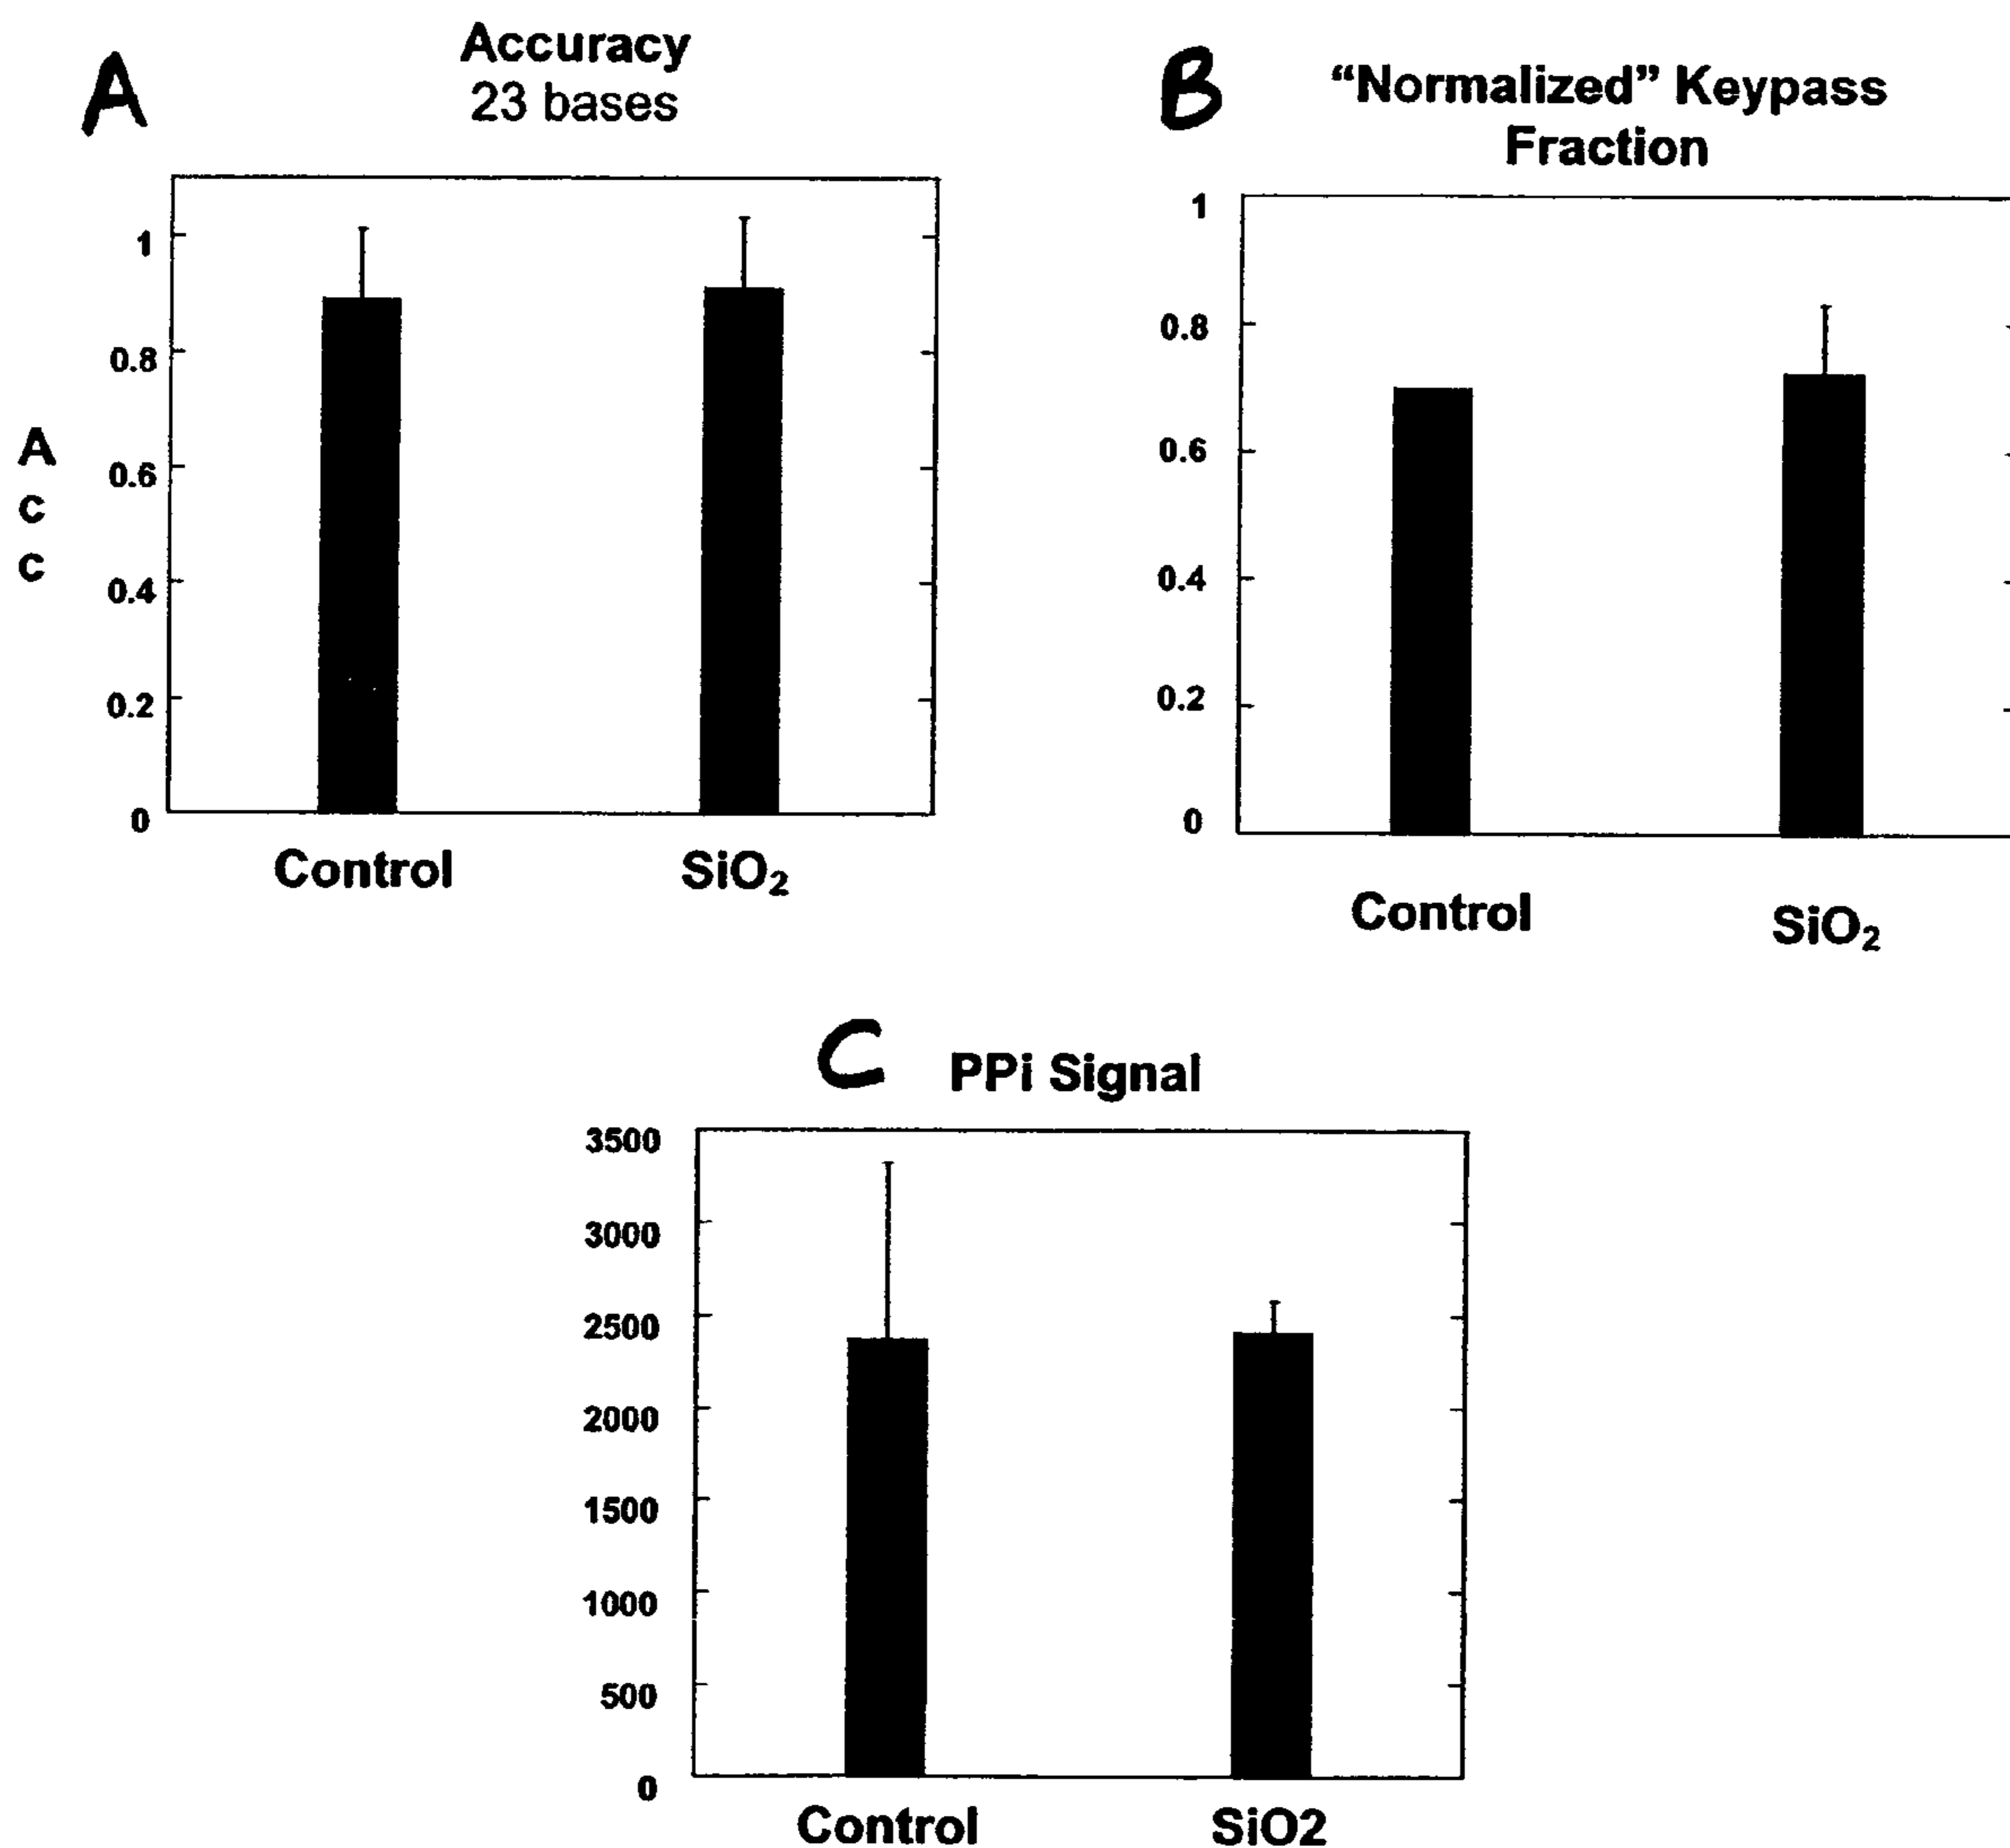 A
Accuracy
23 bases
1
0.8
0.6
0.4
0.2
0
A
c
c
Control
SiO₂
B
“Normalized” Keypass
Fraction
1
0.8
0.6
0.4
0.2
0
Control
SiO₂
C
PPi Signal
3500
3000
2500
2000
1500
1000
500
0
Control
SiO2